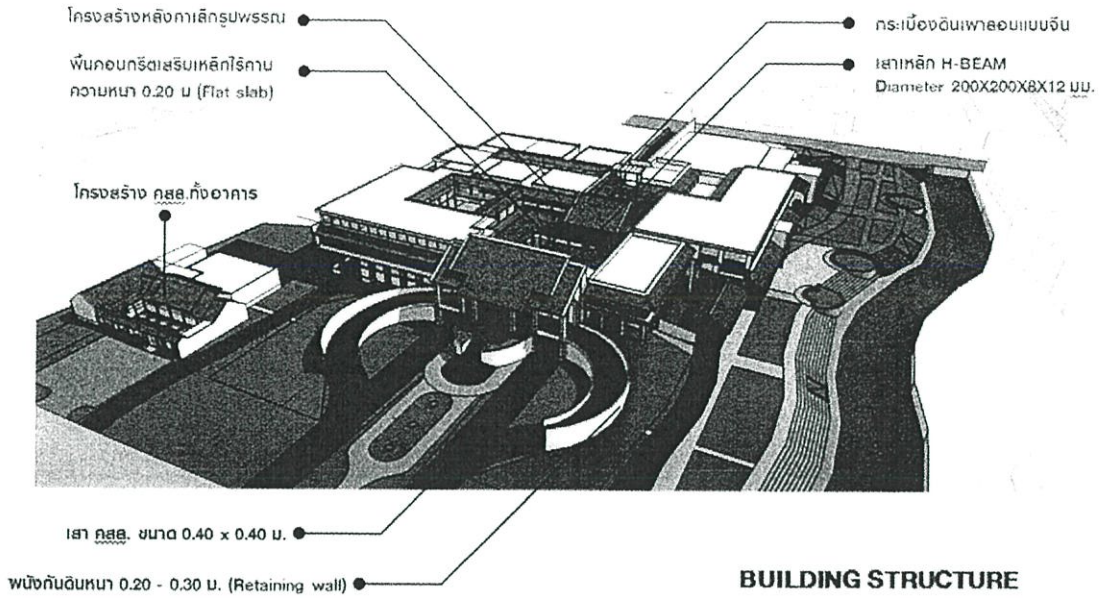 โครงสร้างหลังคาเล็กรูปพรรณ
พื้นคอนกรีตเสริมเหล็กไร้คาน
ความหนา 0.20 ม (Flat slab)
โครงสร้าง คสล.ทั้งอาคาร
กระเบื้องดินเผาลอนแบบจีน
เสาเหล็ก H-BEAM
Diameter 200X200X8X12 มม.
เสา คสล. ขนาด 0.40 x 0.40 ม.
ผนังกันดินหนา 0.20 - 0.30 ม. (Retaining wall)
BUILDING STRUCTURE